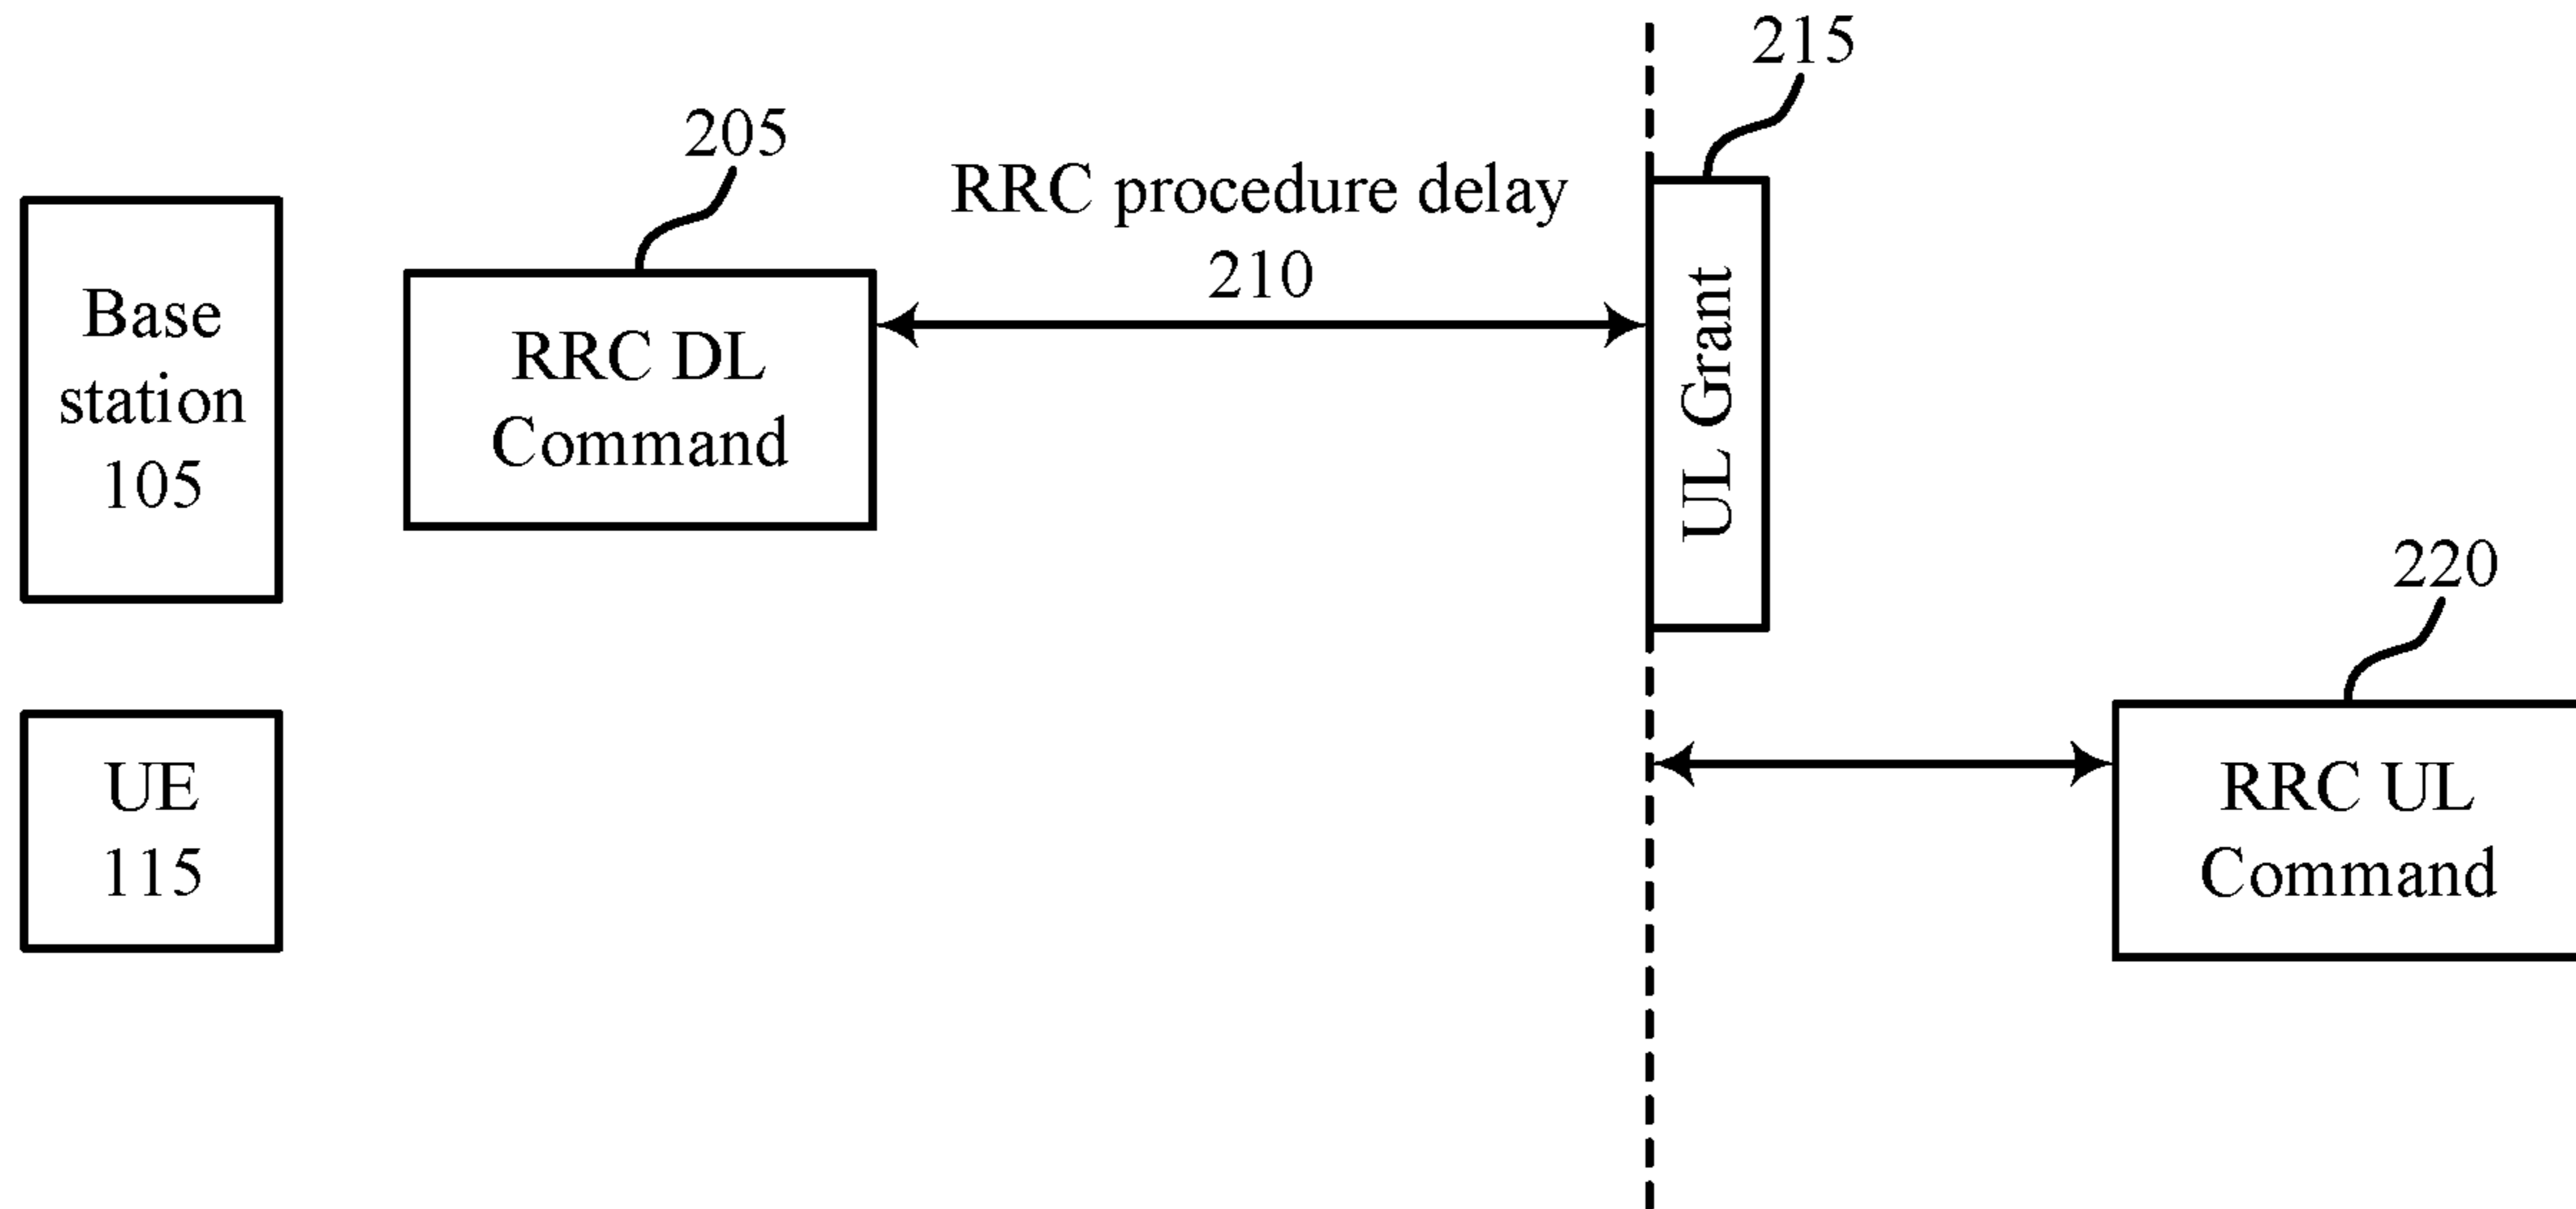 215
205
RRC procedure delay
210
Base
station
105
RRC DL
Command
UL Grant
220
UE
115
RRC UL
Command